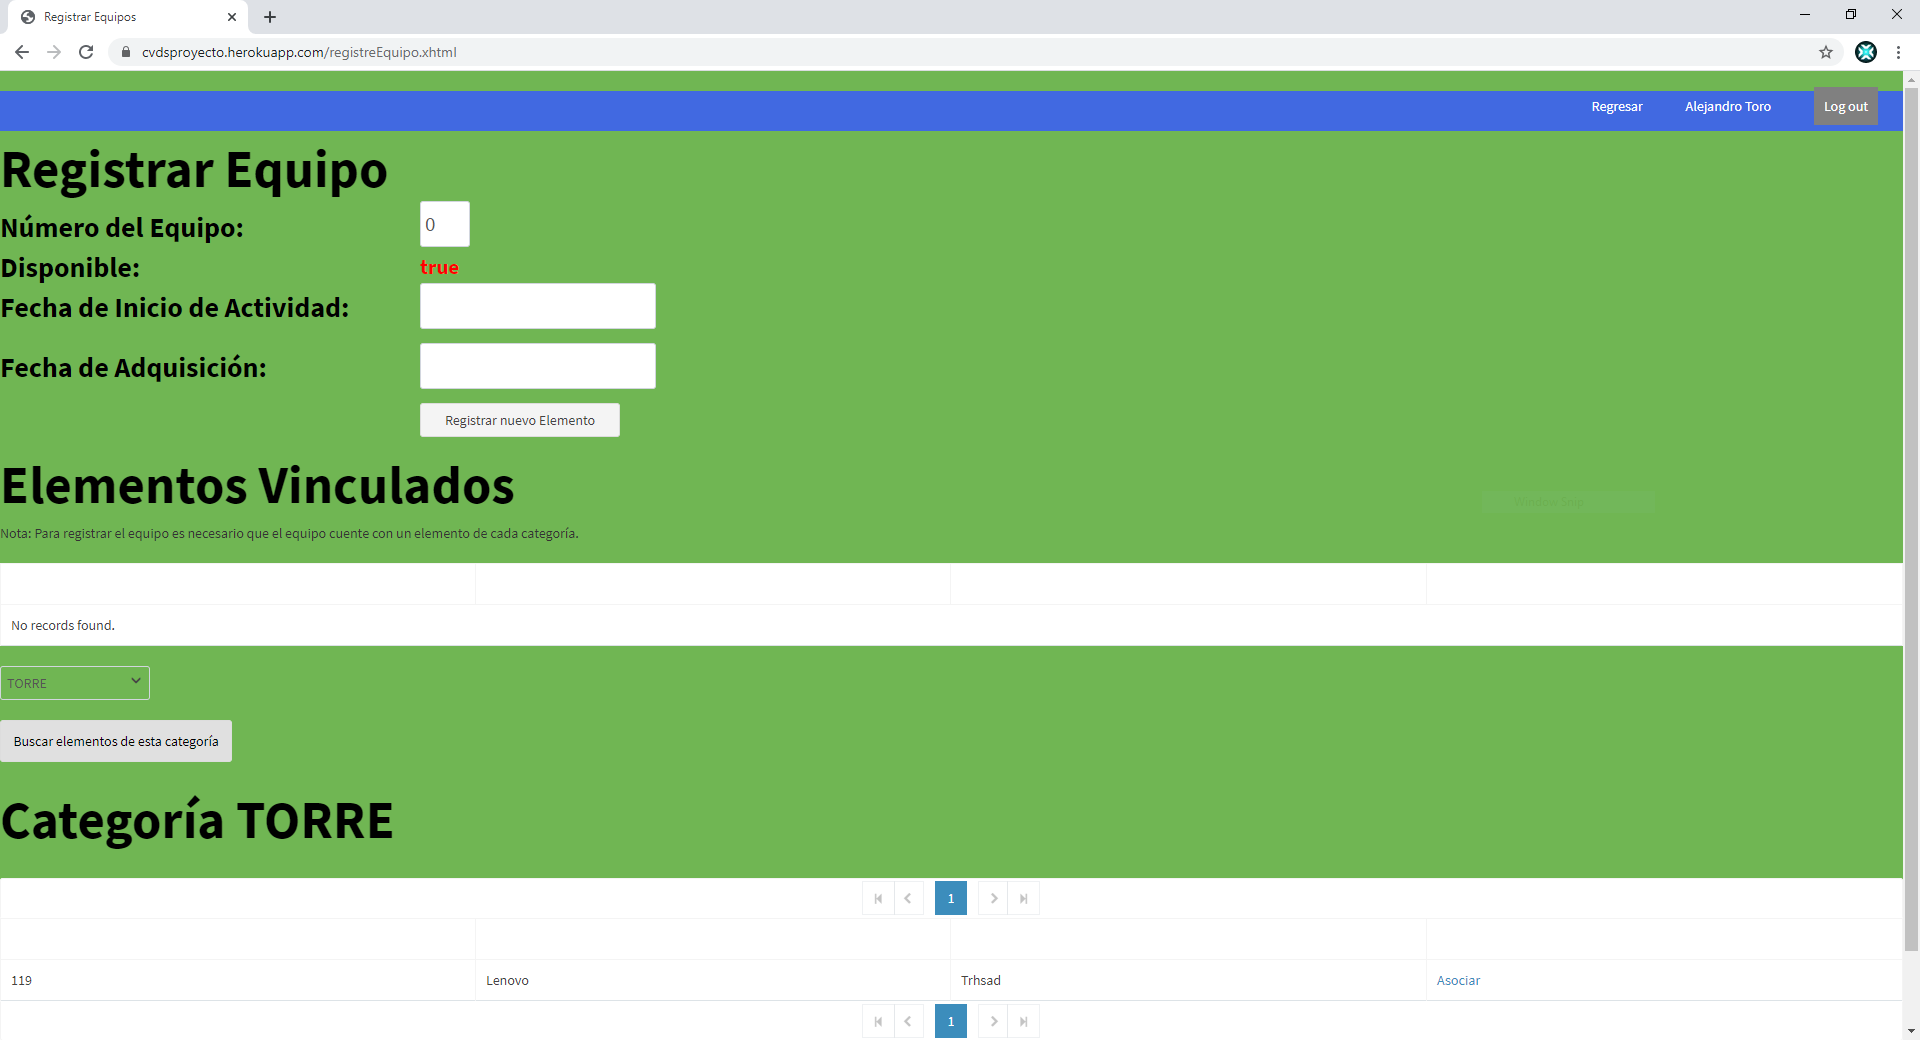 Registrar Equipos
cvdsproyecto.herokuapp.com/registreEquipo.xhtml
Regresar Alejandro Toro Log out
Registrar Equipo
Número del Equipo: 0
Disponible: true
Fecha de Inicio de Actividad:
Fecha de Adquisición:
Registrar nuevo Elemento
Elementos Vinculados
Nota: Para registrar el equipo es necesario que el equipo cuente con un elemento de cada categoría.
No records found.
TORRE
Buscar elementos de esta categoría
Categoría TORRE
1
119 Lenovo Trhsad Asociar
1